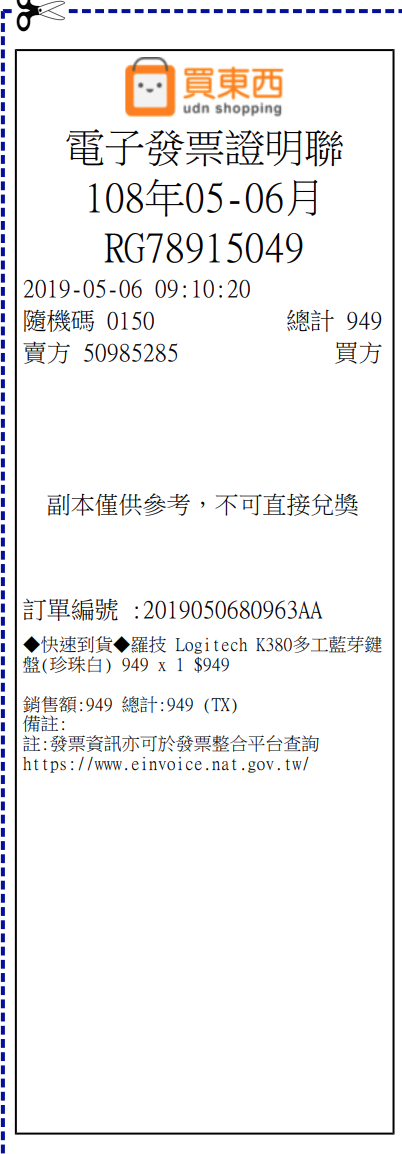 買東西
udn shopping
電子發票證明聯
108年05-06月
RG78915049
2019-05-06 09:10:20
隨機碼 0150 總計 949
賣方 50985285 買方
副本僅供參考，不可直接兌獎
訂單編號 :2019050680963AA
◆快速到貨◆羅技 Logitech K380多工藍芽鍵
盤(珍珠白) 949 x 1 $949
銷售額:949 總計:949 (TX)
備註:
註:發票資訊亦可於發票整合平台查詢
https://www.einvoice.nat.gov.tw/